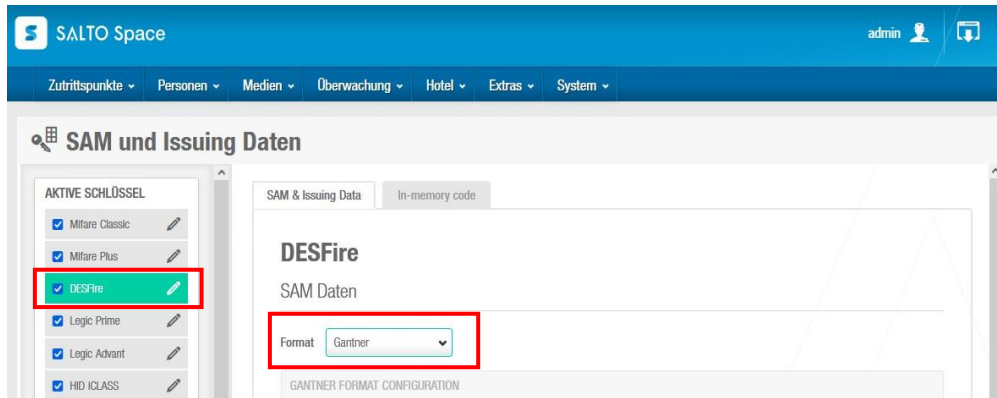 SALTO Space
admin
Zutrittspunkte Personen Medien Überwachung Hotel Extras System
SAM und Issuing Daten
AKTIVE SCHLÜSSEL
Mifare Classic
Mifare Plus
DESFire
Legic Prime
Legic Advant
HID iCLASS
SAM & Issuing Data In-memory code
DESFire
SAM Daten
Format Gantner
GANTNER FORMAT CONFIGURATION